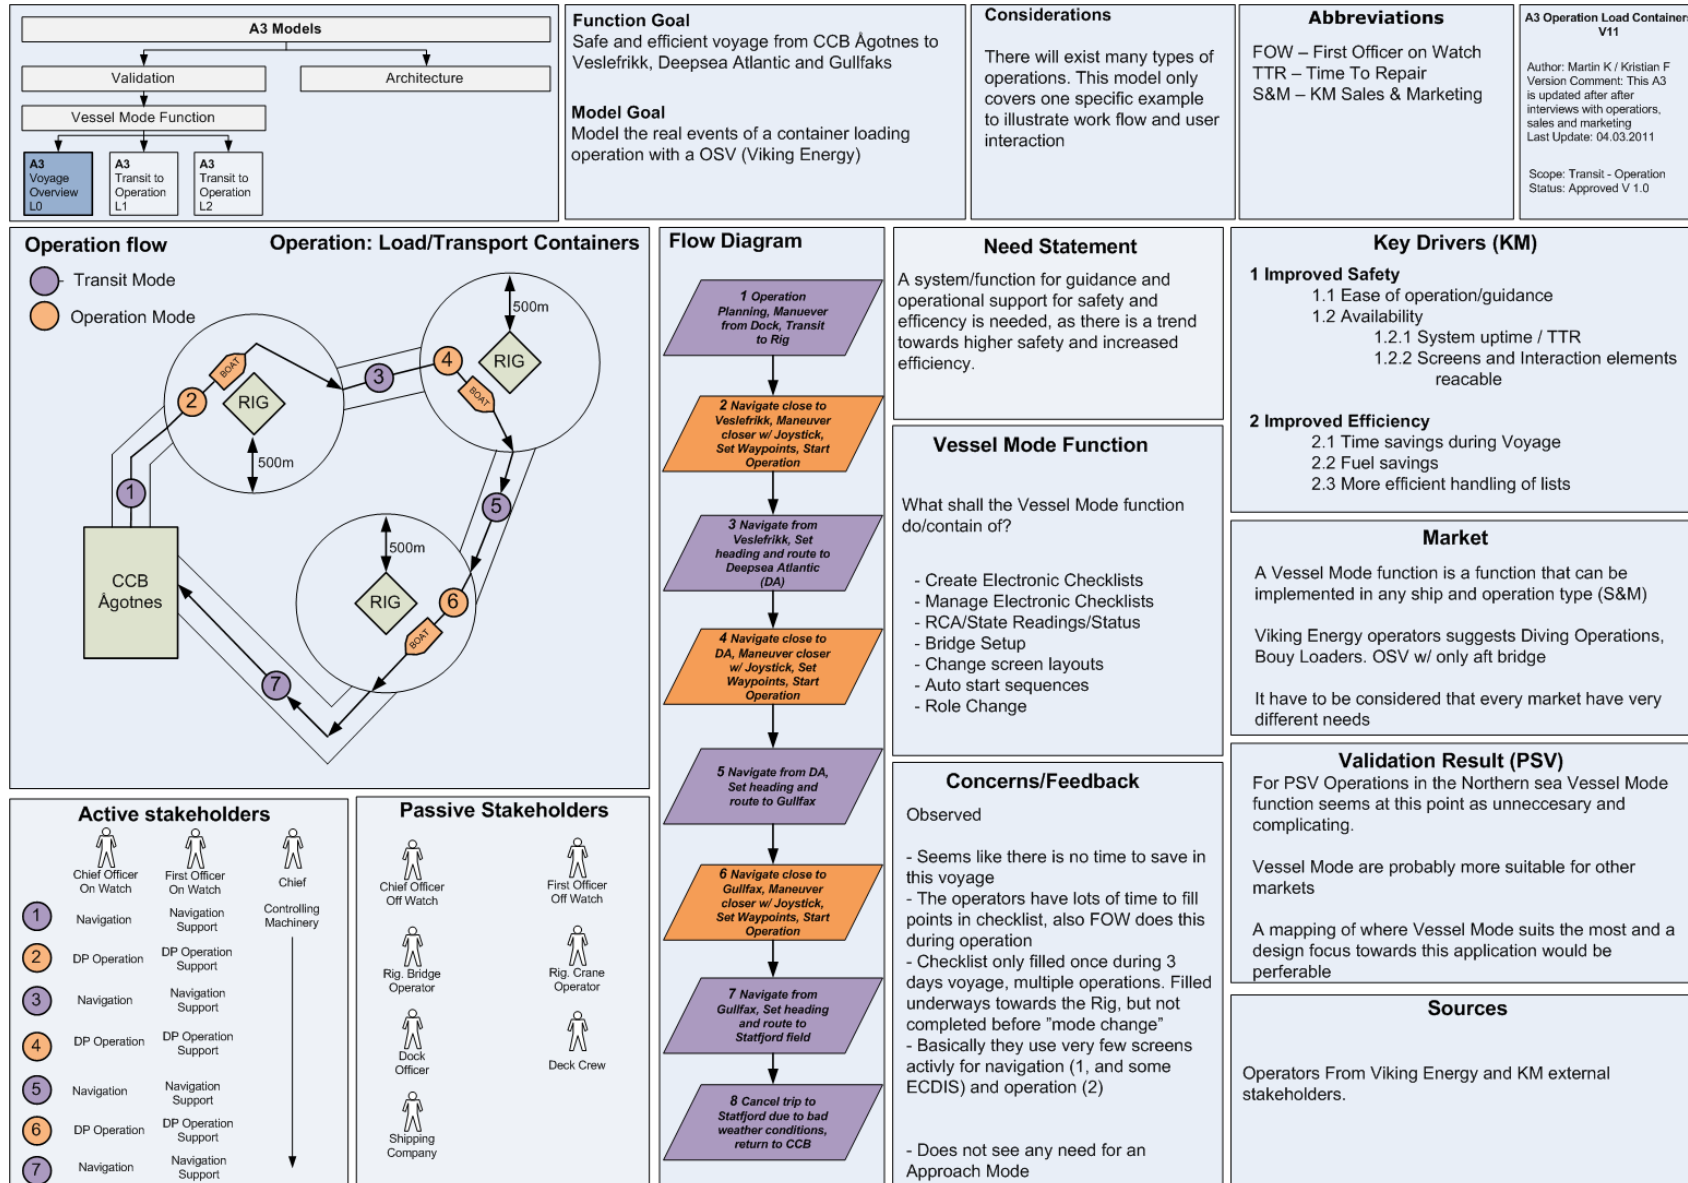 A3 Models
Validation
Architecture
Vessel Mode Function
A3
Voyage
Overview
L0
A3
Transit to
Operation
L1
A3
Transit to
Operation
L2
Function Goal
Safe and efficient voyage from CCB Ågotnes to
Veslefrikk, Deepsea Atlantic and Gullfaks
Model Goal
Model the real events of a container loading
operation with a OSV (Viking Energy)
Considerations
There will exist many types of
operations. This model only
covers one specific example
to illustrate work flow and user
interaction
Abbreviations
FOW – First Officer on Watch
TTR – Time To Repair
S&M – KM Sales & Marketing
A3 Operation Load Containers
V11
Author: Martin K / Kristian F
Version Comment: This A3
is updated after after
interviews with operatiors,
sales and marketing
Last Update: 04.03.2011
Scope: Transit - Operation
Status: Approved V 1.0
Operation flow
Operation: Load/Transport Containers
- Transit Mode
Operation Mode
500m
RIG
4
BOAT
3
BOAT
2
RIG
500m
1
5
500m
CCB
Ågotnes
RIG
6
BOAT
7
Flow Diagram
1 Operation
Planning, Manuever
from Dock, Transit
to Rig
2 Navigate close to
Veslefrikk, Maneuver
closer w/ Joystick,
Set Waypoints, Start
Operation
3 Navigate from
Veslefrikk, Set
heading and route to
Deepsea Atlantic
(DA)
4 Navigate close to
DA, Maneuver closer
w/ Joystick, Set
Waypoints, Start
Operation
5 Navigate from DA,
Set heading and
route to Gullfax
6 Navigate close to
Gullfax, Maneuver
closer w/ Joystick,
Set Waypoints, Start
Operation
7 Navigate from
Gullfax, Set heading
and route to
Statfjord field
8 Cancel trip to
Statfjord due to bad
weather conditions,
return to CCB
Need Statement
A system/function for guidance and
operational support for safety and
efficency is needed, as there is a trend
towards higher safety and increased
efficiency.
Vessel Mode Function
What shall the Vessel Mode function
do/contain of?
- Create Electronic Checklists
- Manage Electronic Checklists
- RCA/State Readings/Status
- Bridge Setup
- Change screen layouts
- Auto start sequences
- Role Change
Concerns/Feedback
Observed
- Seems like there is no time to save in
this voyage
- The operators have lots of time to fill
points in checklist, also FOW does this
during operation
- Checklist only filled once during 3
days voyage, multiple operations. Filled
underways towards the Rig, but not
completed before ”mode change”
- Basically they use very few screens
activly for navigation (1, and some
ECDIS) and operation (2)
- Does not see any need for an
Approach Mode
Key Drivers (KM)
1 Improved Safety
1.1 Ease of operation/guidance
1.2 Availability
1.2.1 System uptime / TTR
1.2.2 Screens and Interaction elements
reacable
2 Improved Efficiency
2.1 Time savings during Voyage
2.2 Fuel savings
2.3 More efficient handling of lists
Market
A Vessel Mode function is a function that can be
implemented in any ship and operation type (S&M)
Viking Energy operators suggests Diving Operations,
Bouy Loaders. OSV w/ only aft bridge
It have to be considered that every market have very
different needs
Validation Result (PSV)
For PSV Operations in the Northern sea Vessel Mode
function seems at this point as unneccesary and
complicating.
Vessel Mode are probably more suitable for other
markets
A mapping of where Vessel Mode suits the most and a
design focus towards this application would be
perferable
Sources
Operators From Viking Energy and KM external
stakeholders.
Active stakeholders
Chief Officer
On Watch
First Officer
On Watch
Chief
1
Navigation
Navigation
Support
Controlling
Machinery
2
DP Operation
DP Operation
Support
3
Navigation
Navigation
Support
4
DP Operation
DP Operation
Support
5
Navigation
Navigation
Support
6
DP Operation
DP Operation
Support
7
Navigation
Navigation
Support
Passive Stakeholders
Chief Officer
Off Watch
First Officer
Off Watch
Rig. Bridge
Operator
Rig. Crane
Operator
Dock
Officer
Deck Crew
Shipping
Company